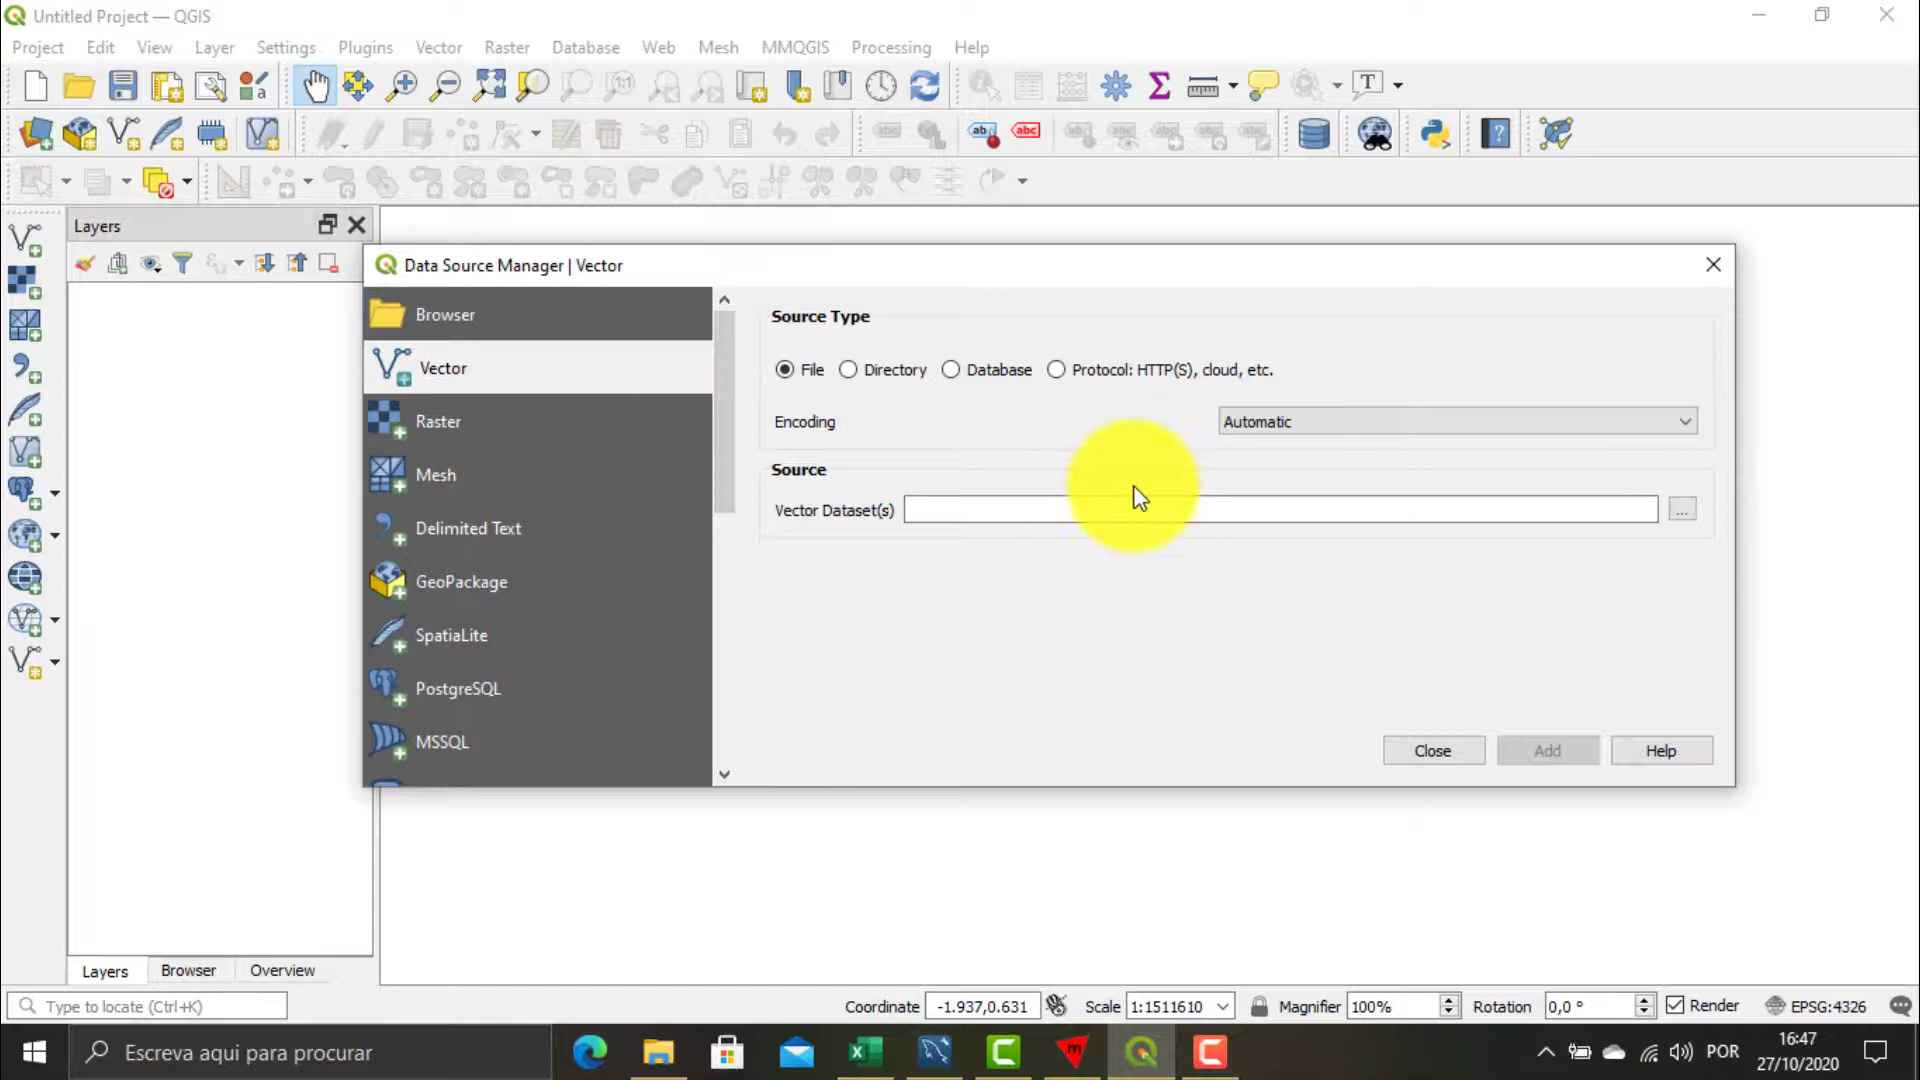 Untitled Project — QGIS
Project Edit View Layer Settings Plugins Vector Raster Database Web Mesh MMQGIS Processing Help
Layers
Data Source Manager | Vector
Browser
Vector
Raster
Mesh
Delimited Text
GeoPackage
SpatiaLite
PostgreSQL
MSSQL
Source Type
File Directory Database Protocol: HTTP(S), cloud, etc.
Encoding Automatic
Source
Vector Dataset(s) ...
Close Add Help
Layers Browser Overview
Type to locate (Ctrl+K) Coordinate -1.937,0.631 Scale 1:1511610 Magnifier 100% Rotation 0,0 ° Render EPSG:4326
Escreva aqui para procurar
POR
16:47
27/10/2020